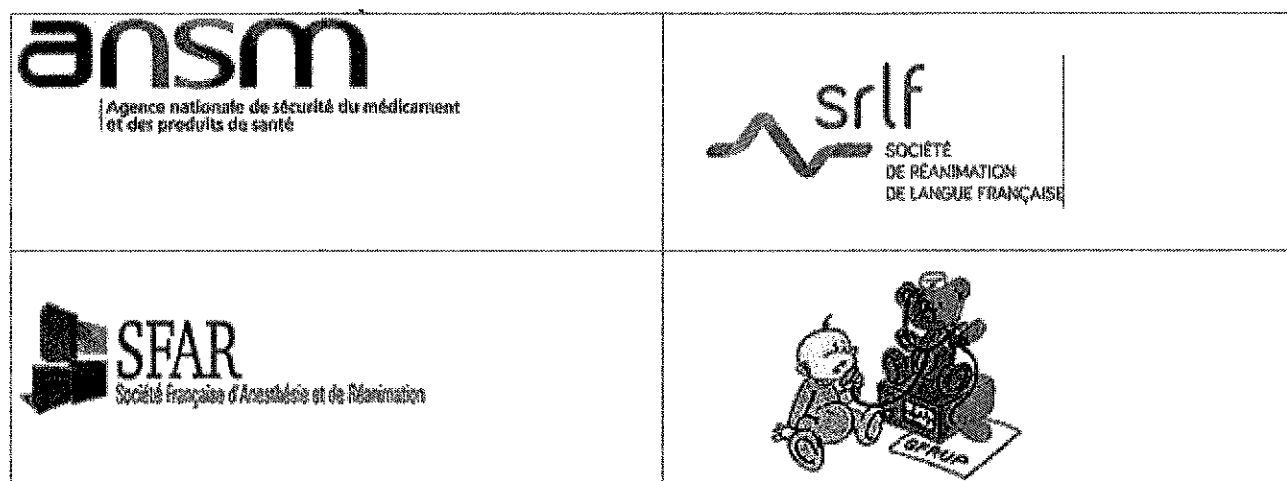 ansm
Agence nationale de sécurité du médicament
et des produits de santé
srlf
SOCIÉTÉ
DE RÉANIMATION
DE LANGUE FRANÇAISE
SFAR
Société Française d'Anesthésie et de Réanimation
GFRUP